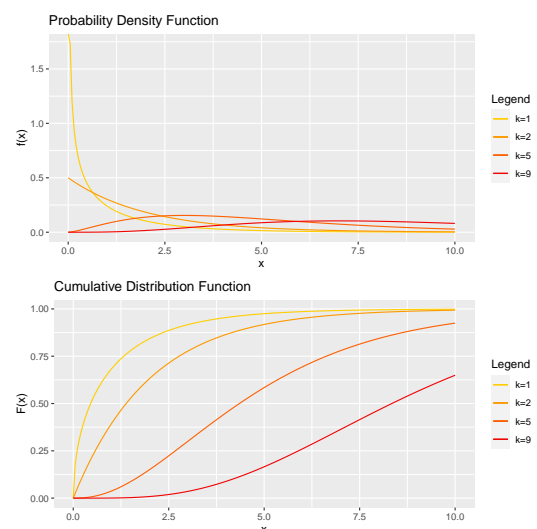 Probability Density Function
f(x)
1.5
1.0
0.5
0.0
0.0 2.5 5.0 7.5 10.0
x
Legend
k=1
k=2
k=5
k=9
Cumulative Distribution Function
F(x)
1.00
0.75
0.50
0.25
0.00
0.0 2.5 5.0 7.5 10.0
Legend
k=1
k=2
k=5
k=9